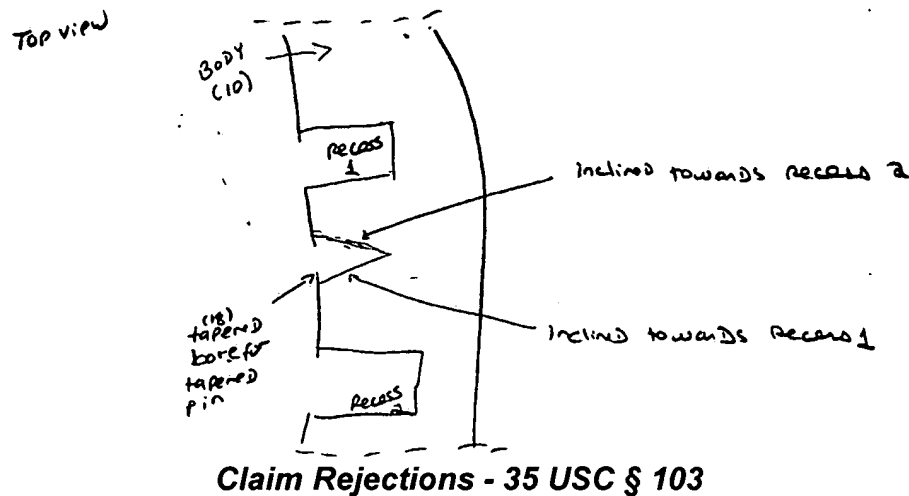 TOP VIEW
BODY
(10)
Recess
1
Inclined towards recess 2
(18)
tapered
bore for
tapered
pin
Inclined towards recess 1
Recess
2
Claim Rejections - 35 USC § 103